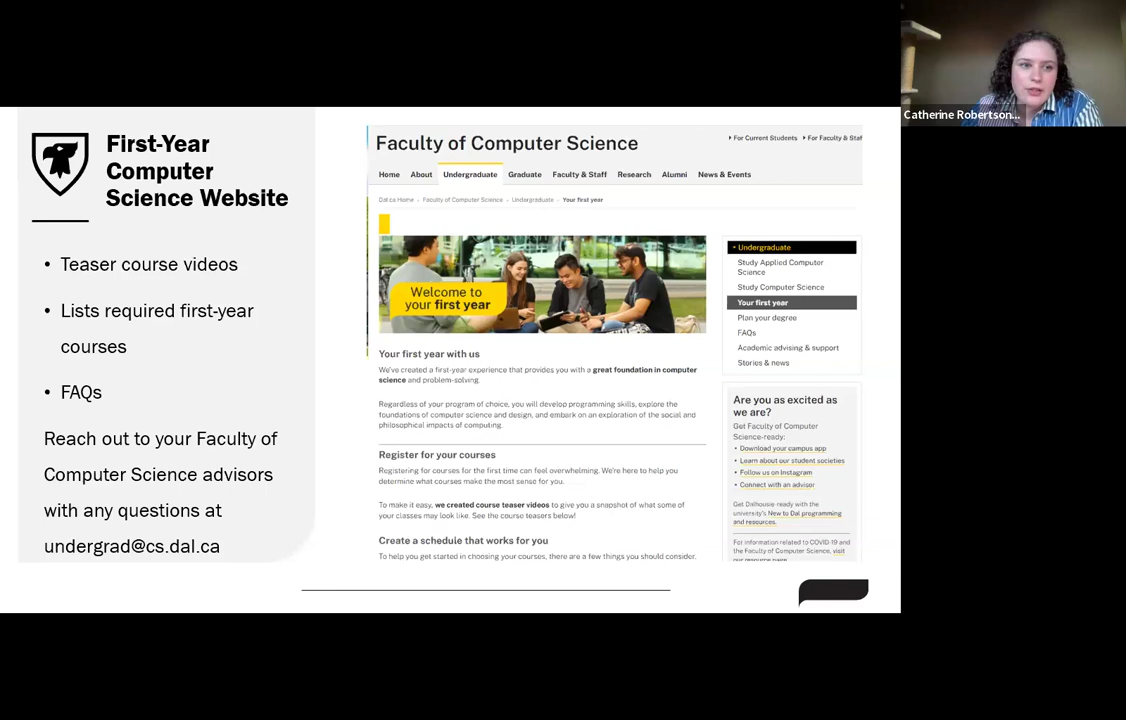 Catherine Robertson...
First-Year
Computer
Science Website
• Teaser course videos
• Lists required first-year
courses
• FAQs
Reach out to your Faculty of
Computer Science advisors
with any questions at
undergrad@cs.dal.ca
For Current Students
For Faculty & Staf
Faculty of Computer Science
Home About Undergraduate Graduate Faculty & Staff Research Alumni News & Events
Dal.ca Home - Faculty of Computer Science - Undergraduate - Your first year
Welcome to
your first year
Your first year with us
We've created a first-year experience that provides you with a great foundation in computer
science and problem-solving.
Regardless of your program of choice, you will develop programming skills, explore the
foundations of computer science and design, and embark on an exploration of the social and
philosophical impacts of computing.
Register for your courses
Registering for courses for the first time can feel overwhelming. We're here to help you
determine what courses make the most sense for you.
To make it easy, we created course teaser videos to give you a snapshot of what some of
your classes may look like. See the course teasers below!
Create a schedule that works for you
To help you get started in choosing your courses, there are a few things you should consider.
- Undergraduate
Study Applied Computer
Science
Study Computer Science
Your first year
Plan your degree
FAQs
Academic advising & support
Stories & news
Are you as excited as
we are?
Get Faculty of Computer
Science-ready:
• Download your campus app
• Learn about our student societies
• Follow us on Instagram
• Connect with an advisor
Get Dalhousie-ready with the
university's New to Dal programming
and resources.
For information related to COVID-19 and
the Faculty of Computer Science, visit
our resource page